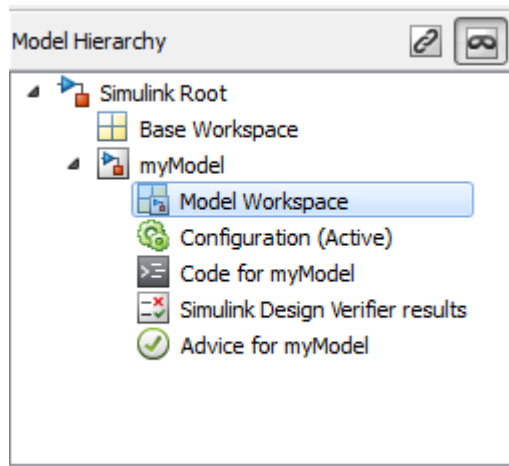 Model Hierarchy
Simulink Root
Base Workspace
myModel
Model Workspace
Configuration (Active)
Code for myModel
Simulink Design Verifier results
Advice for myModel